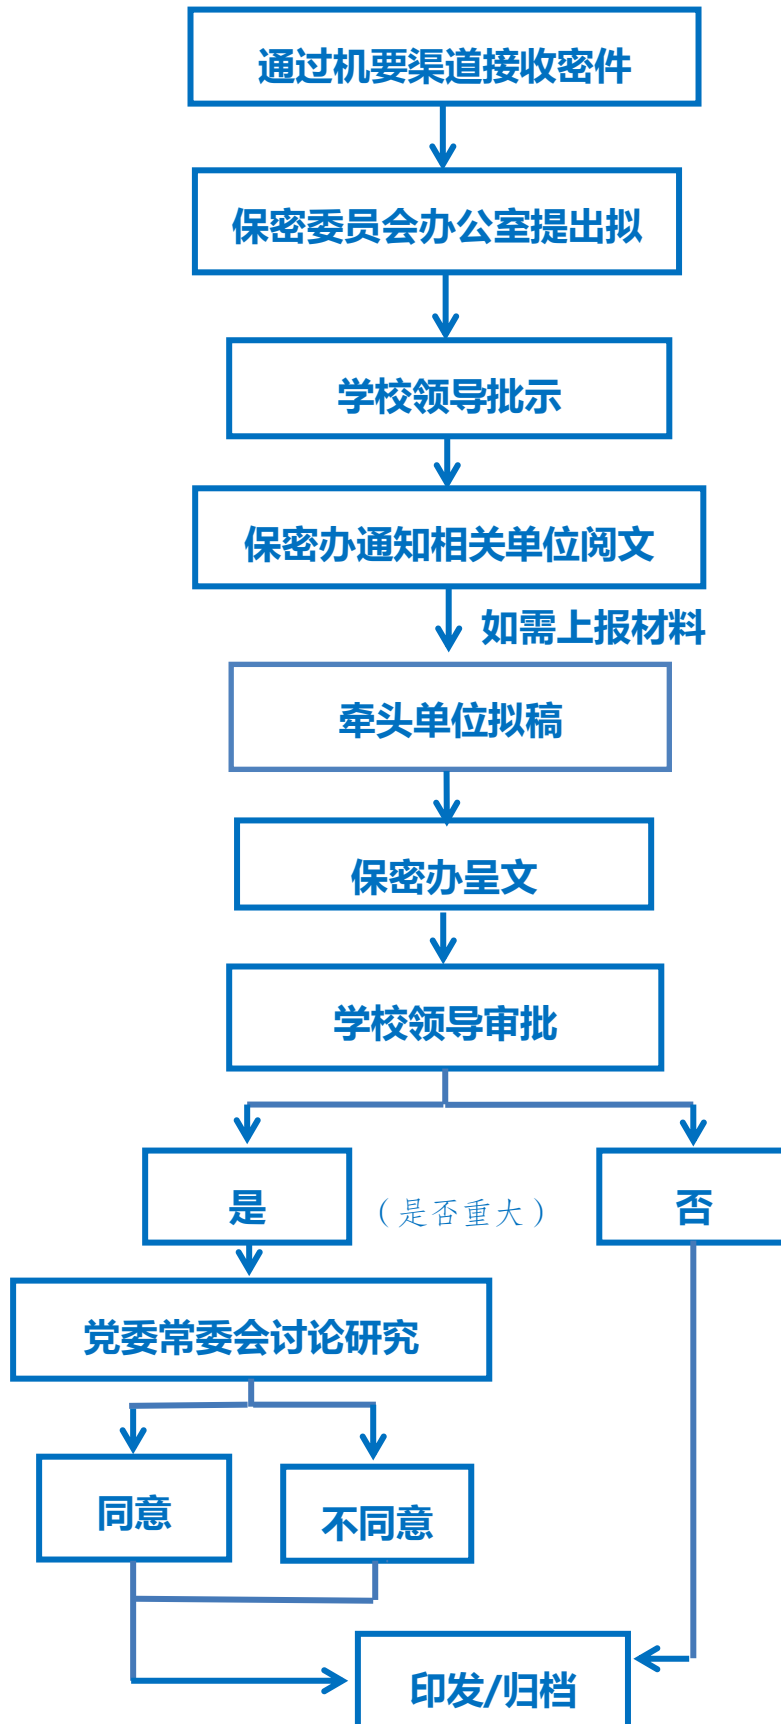 通过机要渠道接收密件
保密委员会办公室提出拟
学校领导批示
保密办通知相关单位阅文
如需上报材料
牵头单位拟稿
保密办呈文
学校领导审批
是
（是否重大）
否
党委常委会讨论研究
同意
不同意
印发/归档